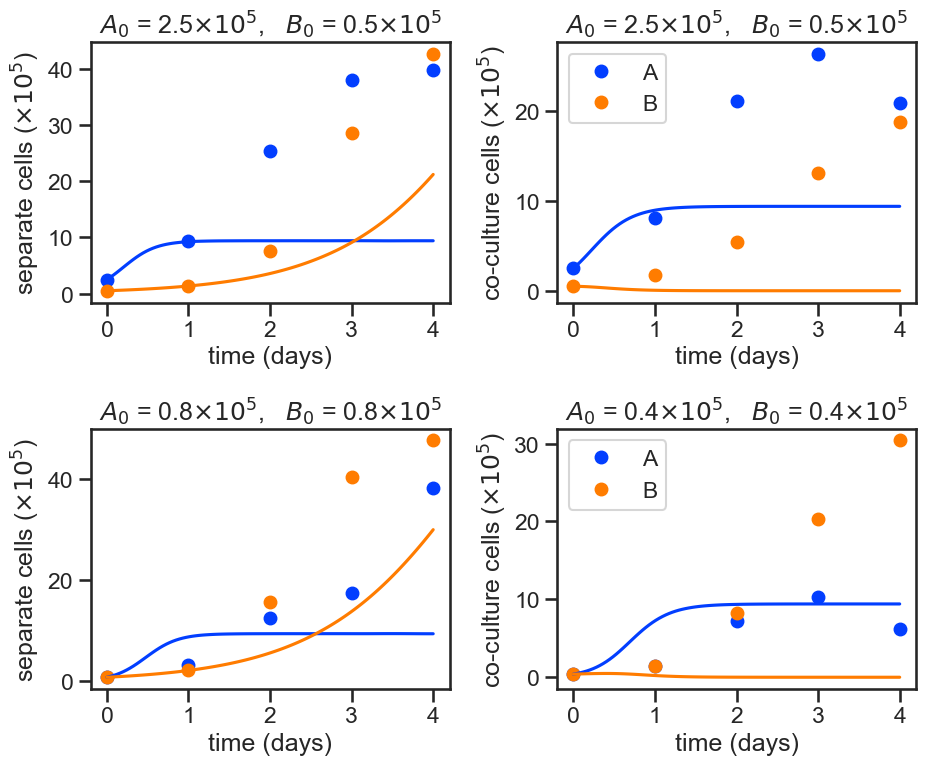 A₀ = 2.5×10⁵, B₀ = 0.5×10⁵
separate cells (×10⁵)
40
30
20
10
0
0 1 2 3 4
time (days)
A₀ = 2.5×10⁵, B₀ = 0.5×10⁵
co-culture cells (×10⁵)
A
B
20
10
0
0 1 2 3 4
time (days)
A₀ = 0.8×10⁵, B₀ = 0.8×10⁵
separate cells (×10⁵)
40
20
0
0 1 2 3 4
time (days)
A₀ = 0.4×10⁵, B₀ = 0.4×10⁵
co-culture cells (×10⁵)
A
B
30
20
10
0
0 1 2 3 4
time (days)